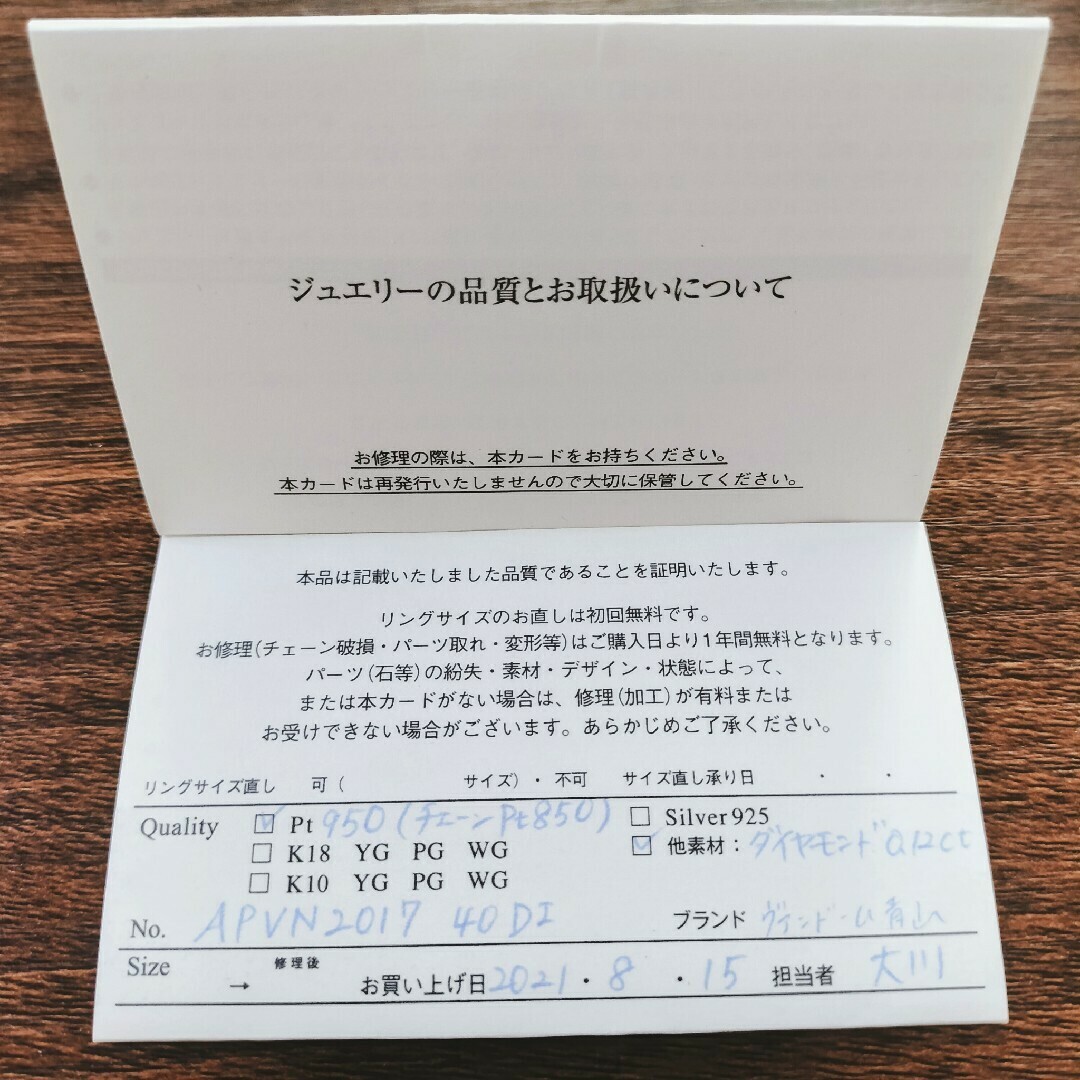 ジュエリーの品質とお取扱いについて
お修理の際は、本カードをお持ちください。
本カードは再発行いたしませんので大切に保管してください。
本品は記載いたしました品質であることを証明いたします。
リングサイズのお直しは初回無料です。
お修理(チェーン破損・パーツ取れ・変形等)はご購入日より1年間無料となります。
パーツ(石等)の紛失・素材・デザイン・状態によって、
または本カードがない場合は、修理(加工)が有料または
お受けできない場合がございます。あらかじめご了承ください。
リングサイズ直し 可( サイズ)・不可 サイズ直し承り日 ・ ・
Quality ☑ Pt 950(チェーンPt850) □ Silver925
□ K18 YG PG WG ☑ 他素材:ダイヤモンド0.12ct
□ K10 YG PG WG
No. APVN2017 40 DI ブランド ヴァンドーム青山
Size → 修理後 お買い上げ日 2021・8・15 担当者 大川